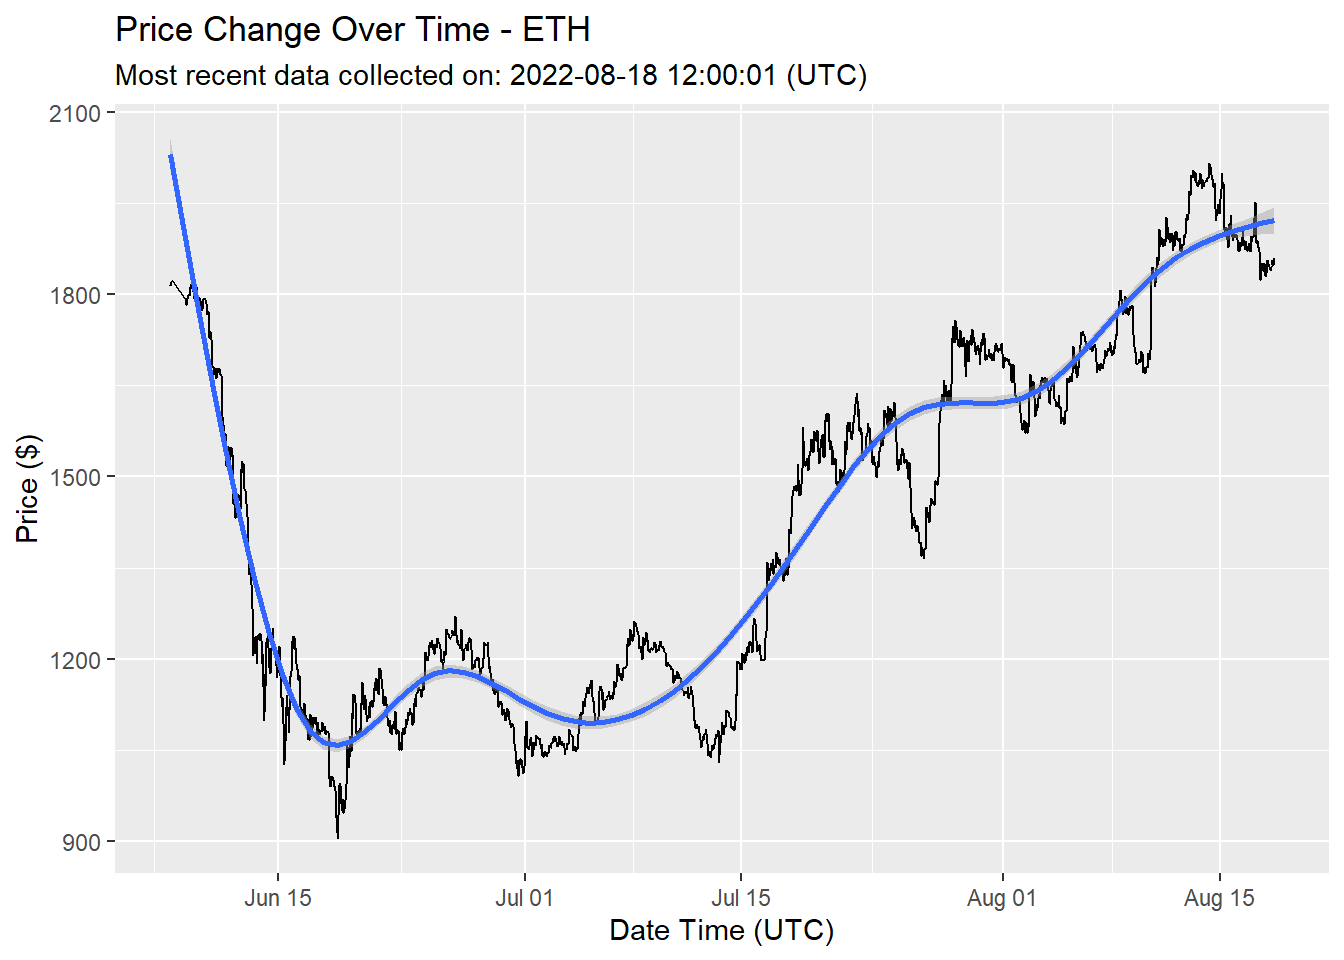 Price Change Over Time - ETH
Most recent data collected on: 2022-08-18 12:00:01 (UTC)
2100
1800
1500
1200
900
Price ($)
Jun 15
Jul 01
Jul 15
Aug 01
Aug 15
Date Time (UTC)